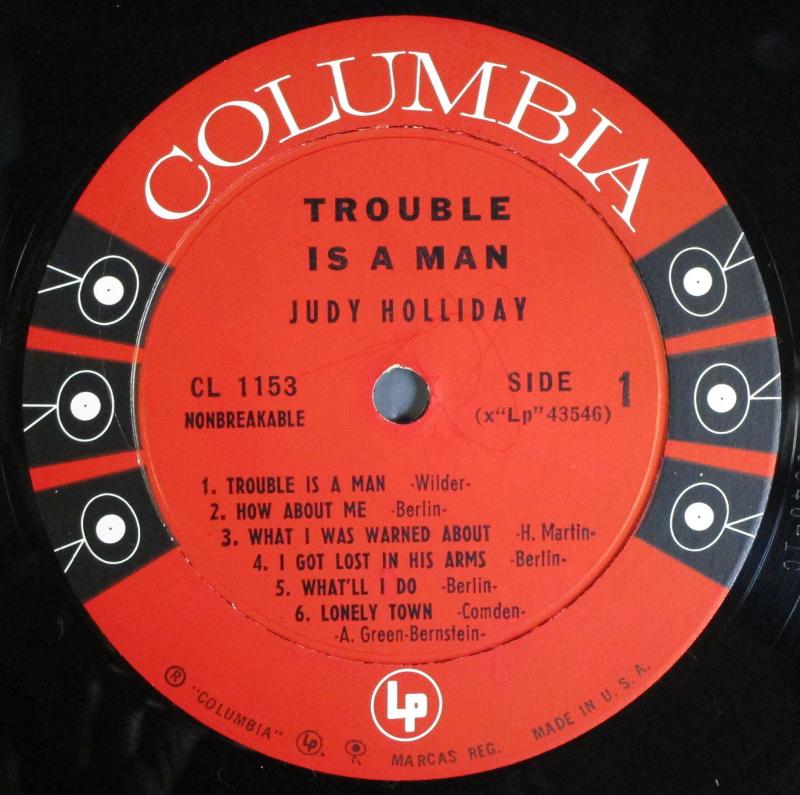 COLUMBIA
TROUBLE
IS A MAN
JUDY HOLLIDAY
CL 1153
NONBREAKABLE
SIDE 1
(x"Lp" 43546)
1. TROUBLE IS A MAN -Wilder-
2. HOW ABOUT ME -Berlin-
3. WHAT I WAS WARNED ABOUT -H. Martin-
4. I GOT LOST IN HIS ARMS -Berlin-
5. WHAT'LL I DO -Berlin-
6. LONELY TOWN -Comden-
-A. Green-Bernstein-
LP
® "COLUMBIA" LP. MARCAS REG. MADE IN U. S. A.